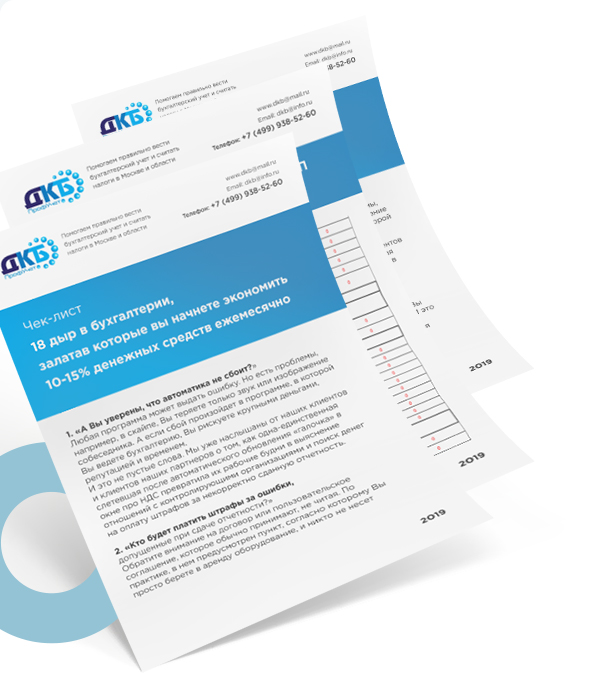 www.dkb@mail.ru
Email: dkb@info.ru
8-52-60
Помогаем правильно вести
бухгалтерский учет и считать
www.dkb@mail.ru
Email: dkb@info.ru
Телефон: +7 (499) 938-52-60
ДКБ
Помогаем правильно вести
бухгалтерский учет и считать
налоги в Москве и области
ДКБ
ПрофУчет
www.dkb@mail.ru
Email: dkb@info.ru
Телефон: +7 (499) 938-52-60
Помогаем правильно вести
бухгалтерский учет и считать
налоги в Москве и области
ДКБ
ПрофУчет
Чек-лист
18 дыр в бухгалтерии,
залатав которые вы начнете экономить
10-15% денежных средств ежемесячно
1. «А Вы уверены, что автоматика не сбоит?»
Любая программа может выдать ошибку. Но есть проблемы,
например, в скайпе, Вы теряете только звук или изображение
собеседника. А если сбой произойдет в программе, в которой
Вы ведете бухгалтерию, Вы рискуете крупными деньгами,
репутацией и временем.
И это не пустые слова. Мы уже наслышаны от наших клиентов
и клиентов наших партнеров о том, как одна-единственная
слетевшая после автоматического обновления «галочка» в
окне про НДС превратила их рабочие будни в выяснение
отношений с контролирующими организациями и поиск денег
на оплату штрафов за некорректно сданную отчетность.
2. «Кто будет платить штрафы за ошибки,
допущенные при сдаче отчетности?»
Обратите внимание на договор или пользовательское
соглашение, которое обычно принимают, не читая. По
практике, в нем предусмотрен пункт, согласно которому Вы
просто берете в аренду оборудование, и никто не несет
2019
2019
2019